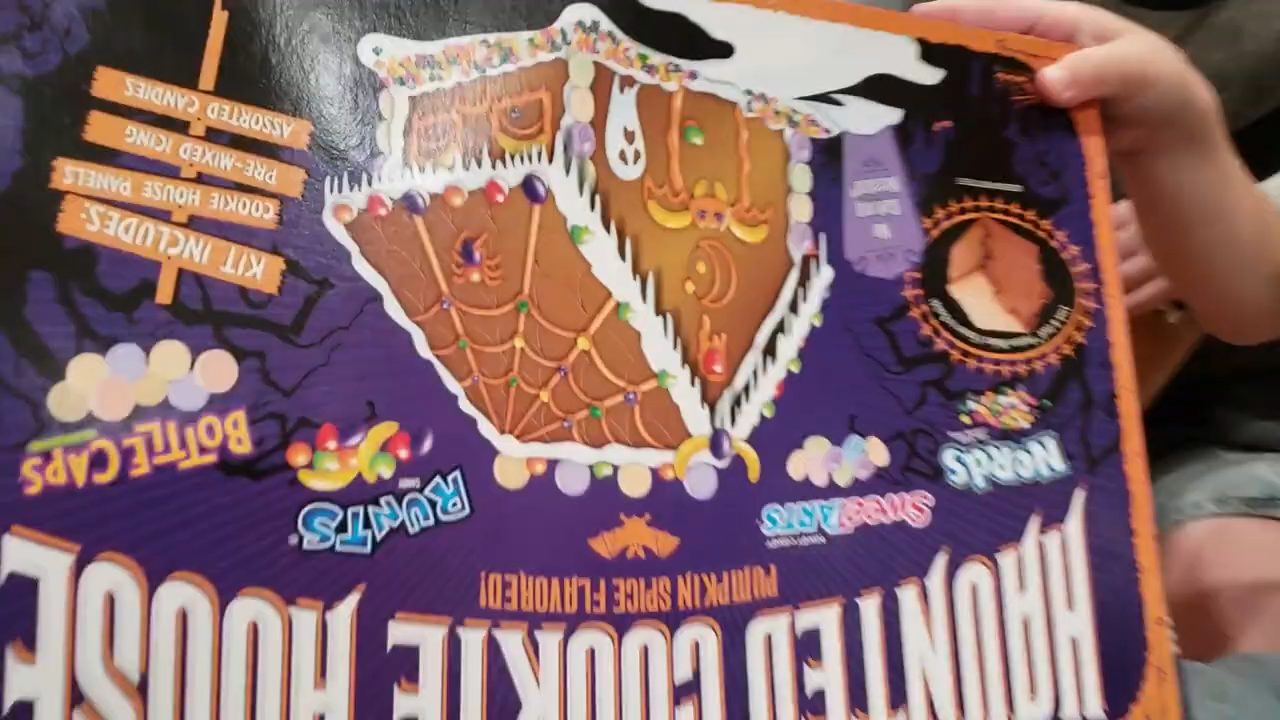 HAUNTED COOKIE HOUSE
PUMPKIN SPICE FLAVORED!
NERDS
SWEETARTS
RUNTS
CANDY
BOTTLE CAPS
KIT INCLUDES:
COOKIE HOUSE PANELS
PRE-MIXED ICING
ASSORTED CANDIES